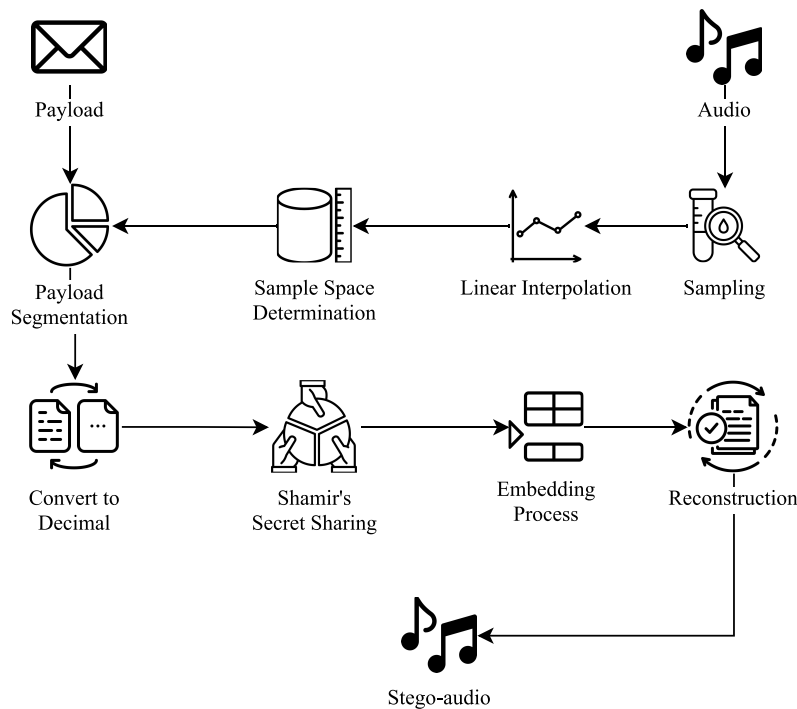 Payload
Audio
Payload
Segmentation
Sample Space
Determination
Linear Interpolation
Sampling
Convert to
Decimal
Shamir's
Secret Sharing
Embedding
Process
Reconstruction
Stego-audio